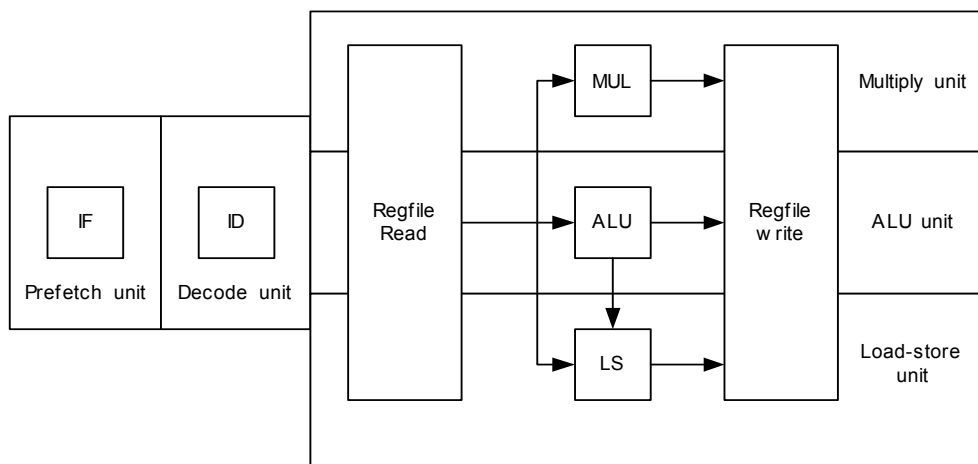 MUL
Multiply unit
IF
ID
Regfile
Read
ALU
Regfile
write
ALU unit
Prefetch unit
Decode unit
LS
Load-store
unit